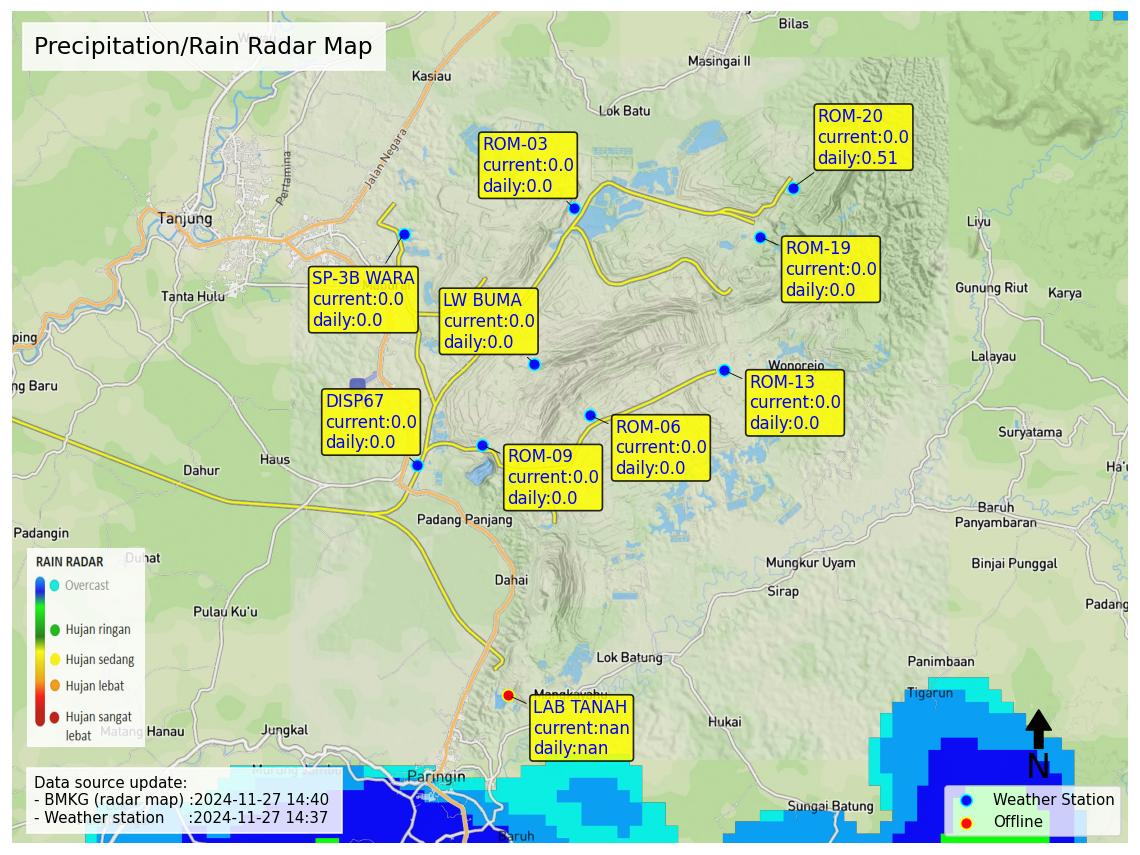 Precipitation/Rain Radar Map
Bilas
Masingai II
Kasiau
Lok Batu
Jalan Negara
Pertamina
Tanjung
Tanta Hulu
ping
ng Baru
ROM-20
current:0.0
daily:0.51
ROM-03
current:0.0
daily:0.0
ROM-19
current:0.0
daily:0.0
SP-3B WARA
current:0.0
daily:0.0
LW BUMA
current:0.0
daily:0.0
Liyu
Gunung Riut
Karya
Lalayau
Wonorejo
ROM-13
current:0.0
daily:0.0
DISP67
current:0.0
daily:0.0
ROM-06
current:0.0
daily:0.0
ROM-09
current:0.0
daily:0.0
Suryatama
Ha'u
Haus
Dahur
Padang Panjang
Padangin
Duhat
Baruh
Panyambaran
Binjai Punggal
Mungkur Uyam
Sirap
Padang
Dahai
Pulau Ku'u
RAIN RADAR
Overcast
Hujan ringan
Hujan sedang
Hujan lebat
Hujan sangat
lebat
Matang Hanau
Jungkal
Lok Batung
Panimbaan
Tigarun
Mangkayahu
LAB TANAH
current:nan
daily:nan
Hukai
Murung Jambu
Paringin
Baruh
Sungai Batung
N
Data source update:
- BMKG (radar map) :2024-11-27 14:40
- Weather station :2024-11-27 14:37
Weather Station
Offline